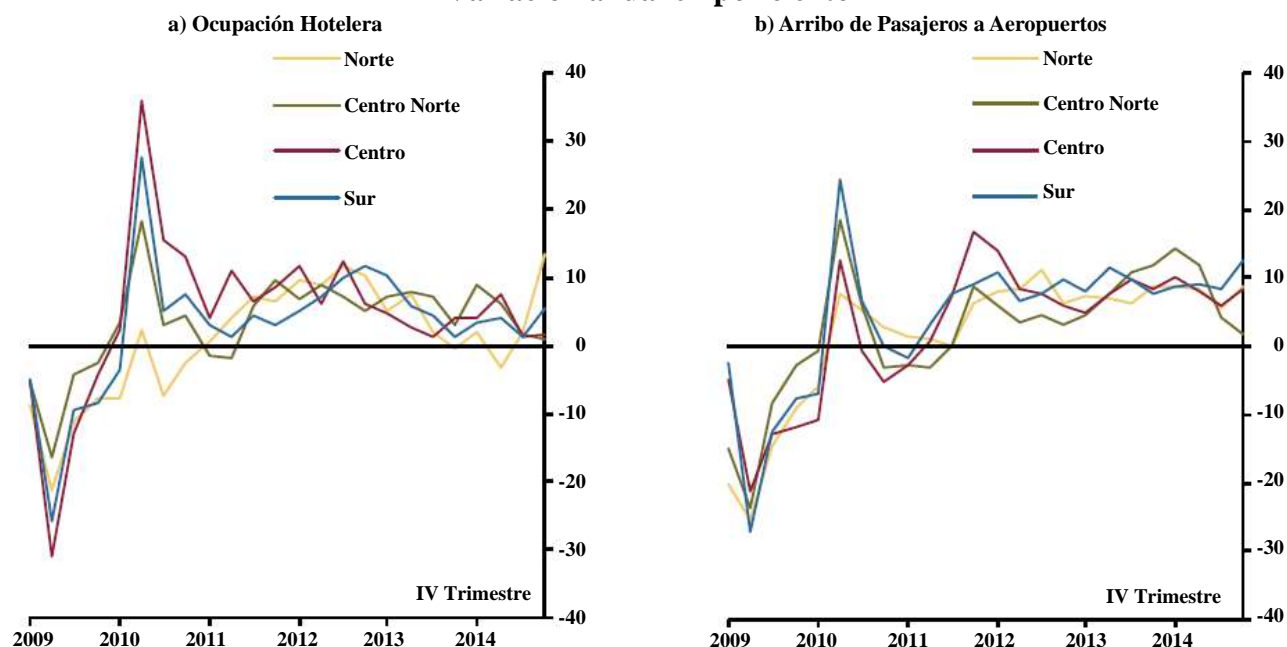 a) Ocupación Hotelera
Norte
Centro Norte
Centro
Sur
40
30
20
10
0
-10
-20
-30
-40
IV Trimestre
2009 2010 2011 2012 2013 2014
b) Arribo de Pasajeros a Aeropuertos
Norte
Centro Norte
Centro
Sur
40
30
20
10
0
-10
-20
-30
-40
IV Trimestre
2009 2010 2011 2012 2013 2014